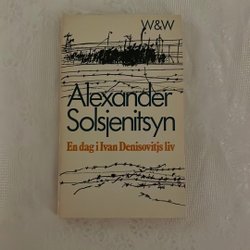 W&W
Alexander
Solsjenitsyn
En dag i Ivan Denisovitjs liv